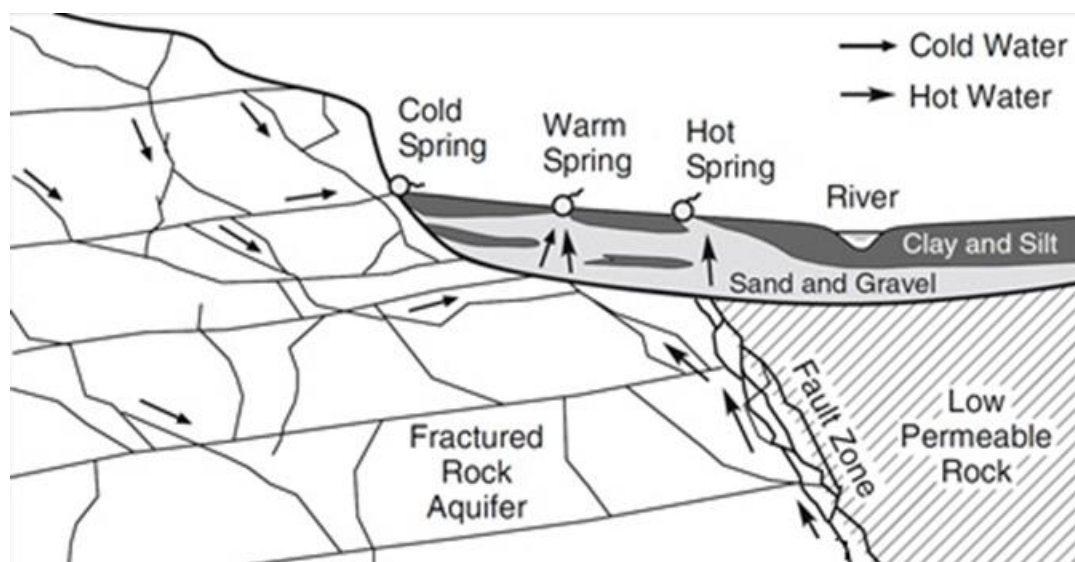 Cold Water
Hot Water
Cold
Spring
Warm
Spring
Hot
Spring
River
Clay and Silt
Sand and Gravel
Fault Zone
Fractured
Rock
Aquifer
Low
Permeable
Rock